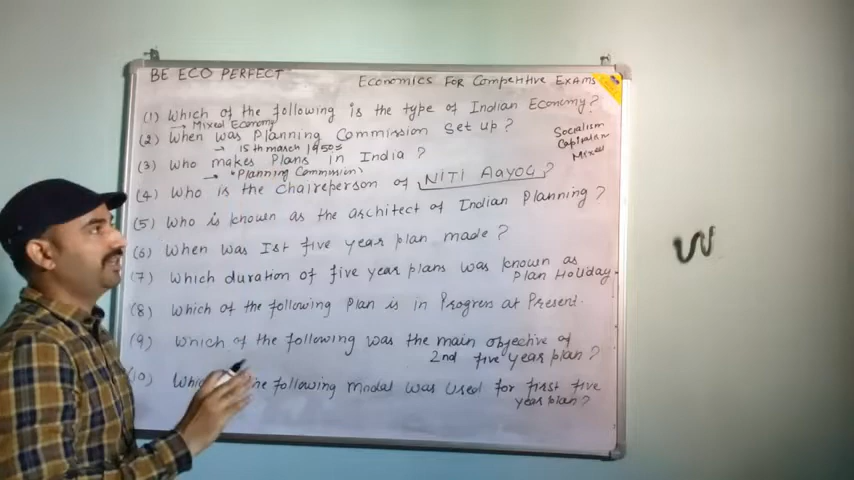 BE ECO PERFECT
Economics For Competitive Exams
(1) Which of the following is the type of Indian Economy?
→ Mixed Economy
(2) When was Planning Commission Set up?
→ 15th march 1950
Socialism
Capitalism
Mixed
(3) Who makes Plans in India?
→ "Planning Commission"
(4) Who is the Chaireperson of NITI Aayog?
(5) Who is known as the architect of Indian Planning?
(6) When was Ist five year plan made?
(7) Which duration of five year plans was known as
Plan Holiday.
(8) Which of the following Plan is in Progress at Present.
(9) Which of the following was the main objective of
2nd five year plan?
(10) Which the following modal was used for first five
year plan?